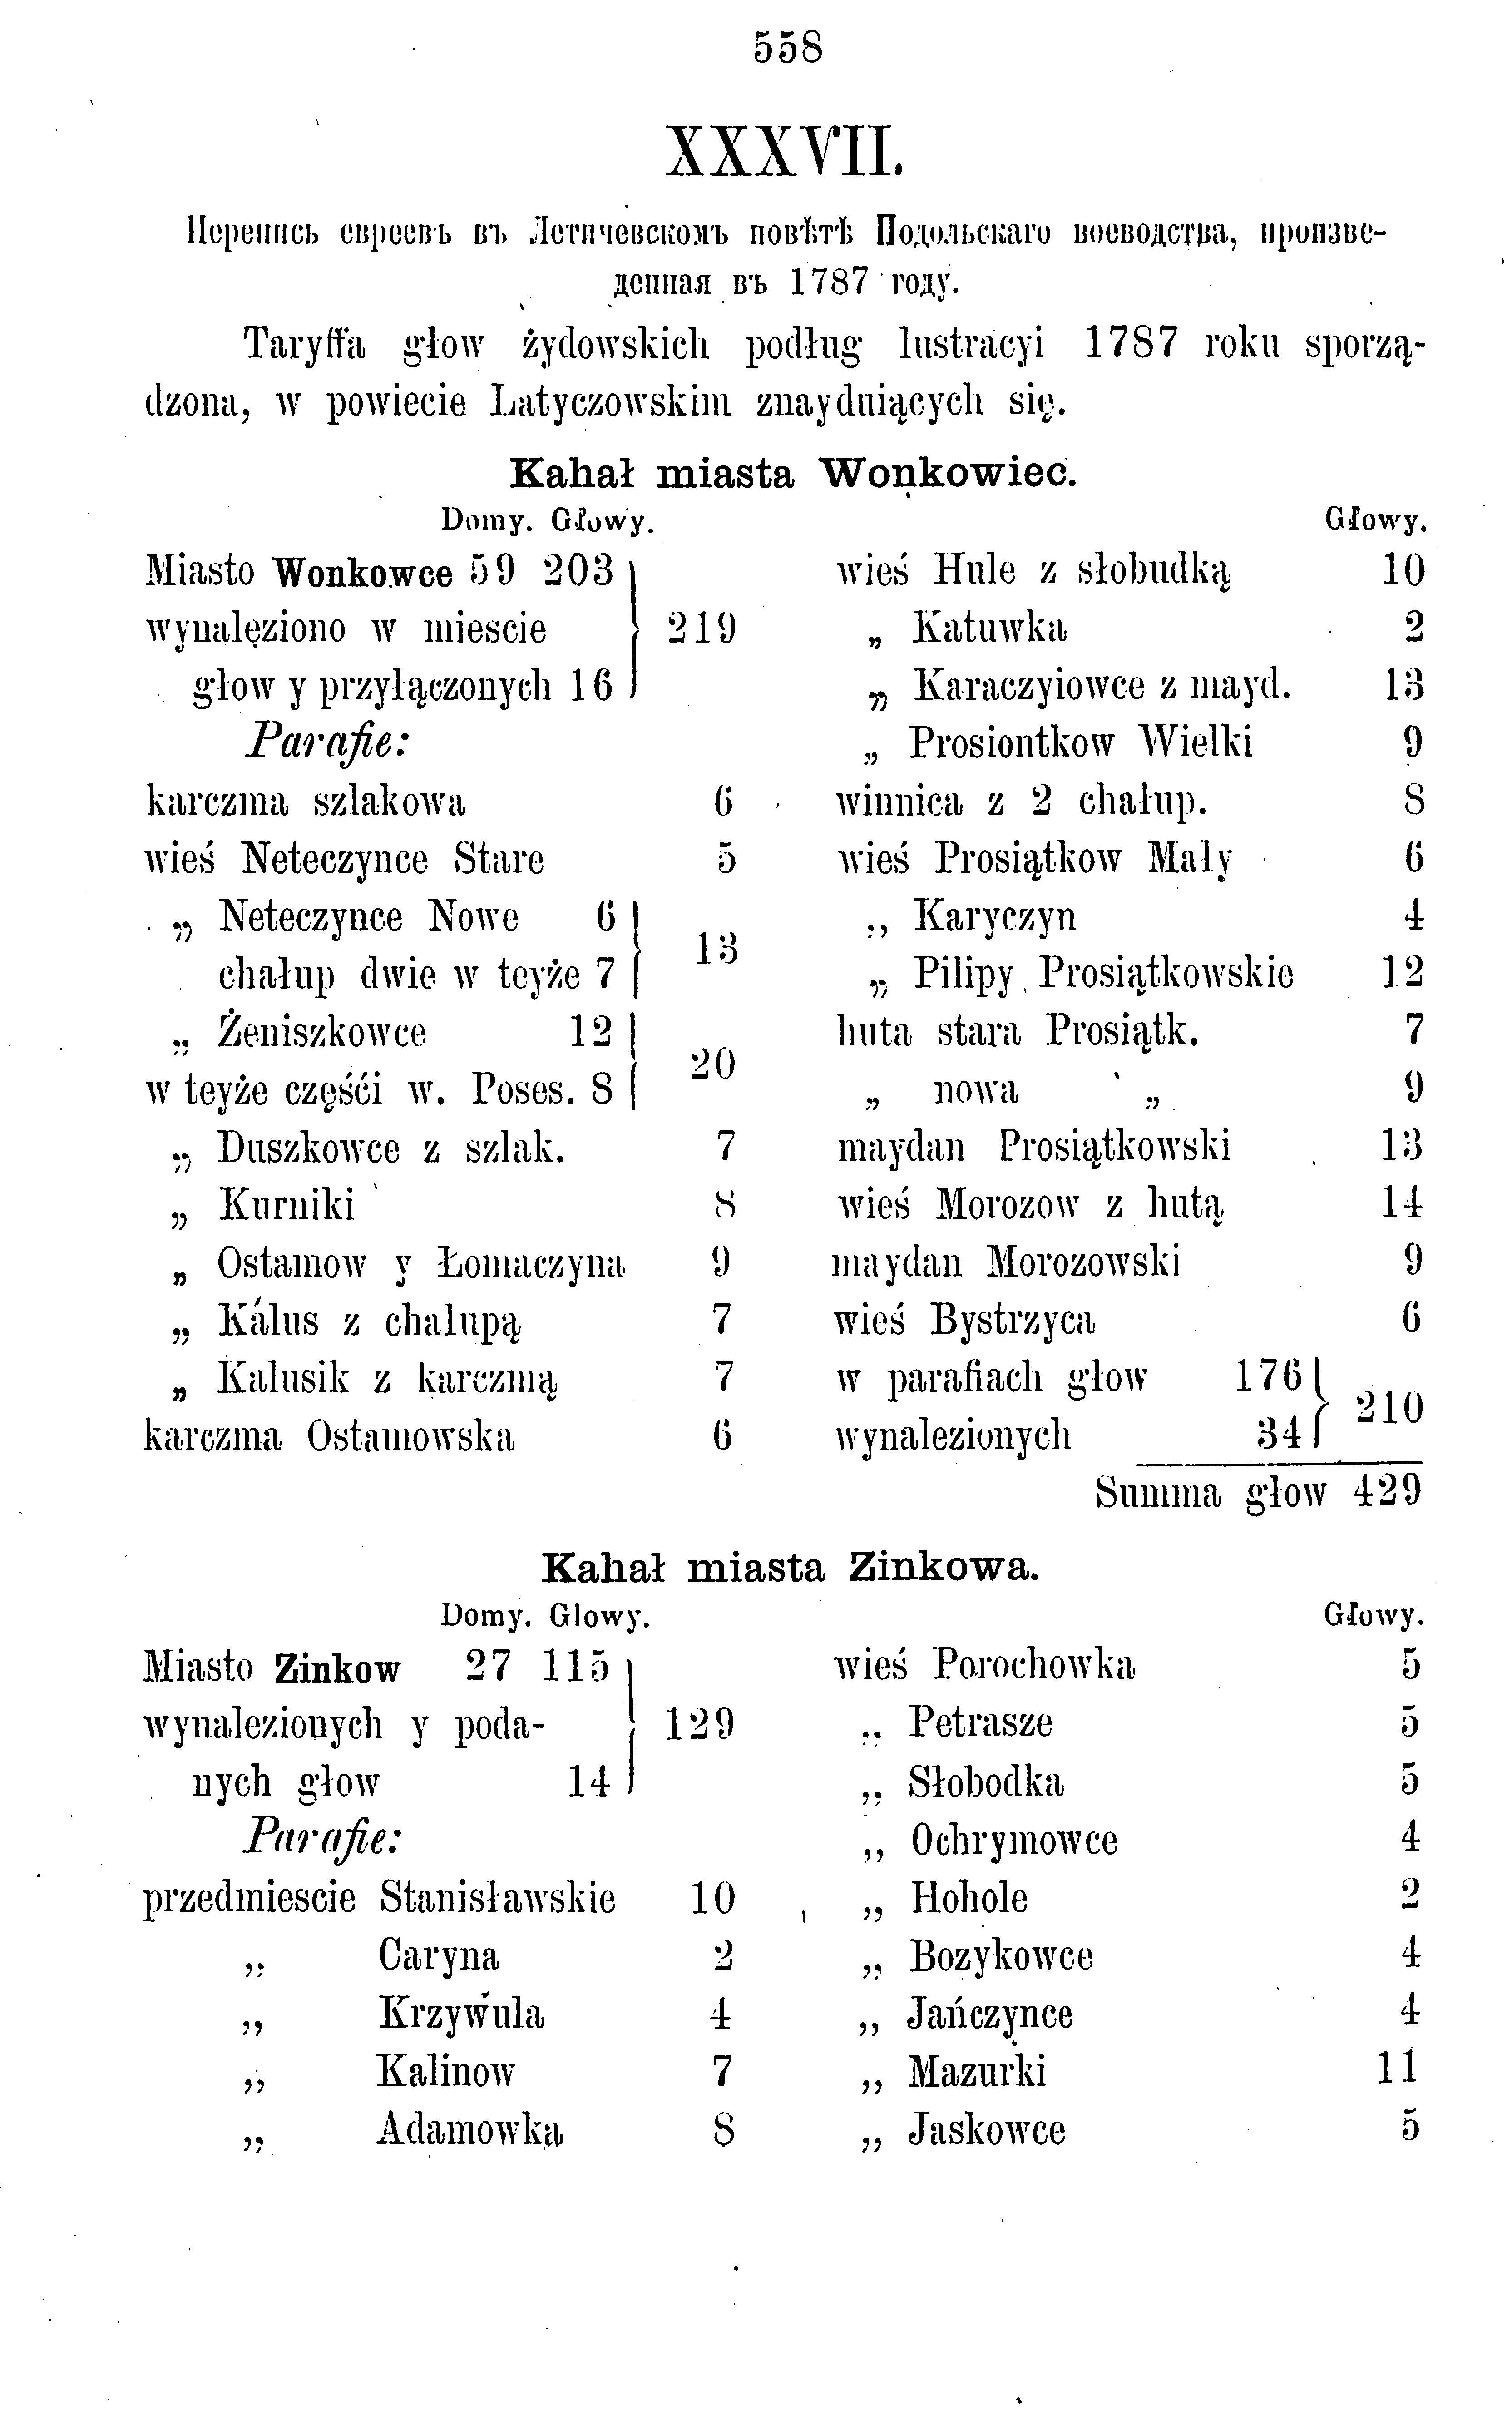 558
XXXVII.
Перепись евреевъ въ Летичевскомъ повѣтѣ Подольскаго воеводства, произве-
денная въ 1787 году.
Taryffa głow żydowskich podług lustracyi 1787 roku sporzą-
dzona, w powiecie Latyczowskim znayduiących się.
Kahał miasta Wonkowiec.
Domy. Głowy.
Miasto Wonkowce 59 203
wynalęziono w miescie 219
głow y przyłączonych 16
Parafie:
karczma szlakowa 6
wieś Neteczynce Stare 5
„ Neteczynce Nowe 6
13
chałup dwie w teyże 7
„ Żeniszkowce 12
20
w teyże częśći w. Poses. 8
„ Duszkowce z szlak. 7
„ Kurniki 8
„ Ostamow y Łomaczyna 9
„ Kálus z chalupą 7
„ Kalusik z karczmą 7
karczma Ostamowska 6
Głowy.
wieś Hule z słobudką 10
„ Katuwka 2
„ Karaczyiowce z mayd. 13
„ Prosiontkow Wielki 9
winnica z 2 chałup. 8
wieś Prosiątkow Maly 6
„ Karyczyn 4
„ Pilipy Prosiątkowskie 12
huta stara Prosiątk. 7
„ nowa „ 9
maydan Prosiątkowski 13
wieś Morozow z hutą 14
maydan Morozowski 9
wieś Bystrzyca 6
w parafiach głow 176
210
wynalezionych 34
Summa głow 429
Kahał miasta Zinkowa.
Domy. Glowy.
Miasto Zinkow 27 115
wynalezionych y poda- 129
nych głow 14
Parafie:
przedmiescie Stanisławskie 10
„ Caryna 2
„ Krzywula 4
„ Kalinow 7
„ Adamowka 8
Głowy.
wieś Porochowka 5
„ Petrasze 5
„ Słobodka 5
„ Ochrymowce 4
„ Hohole 2
„ Bozykowce 4
„ Jańczynce 4
„ Mazurki 11
„ Jaskowce 5